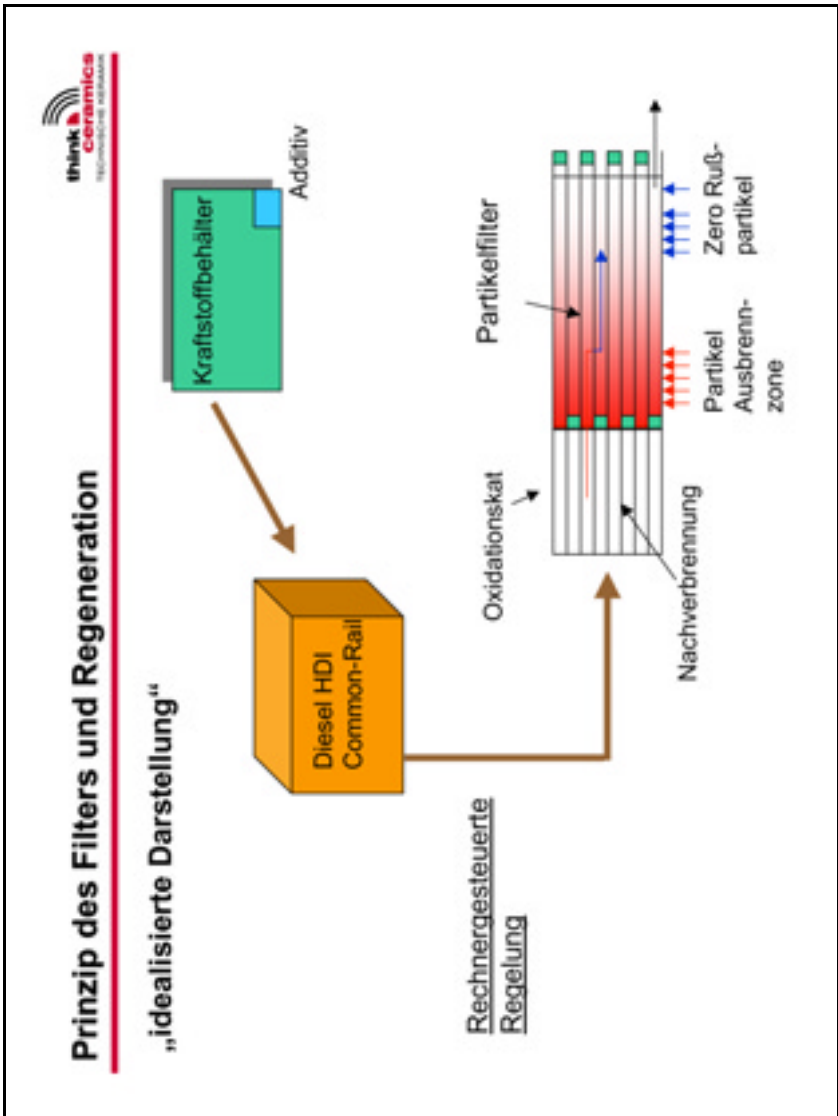 think
ceramics
TECHNISCHE KERAMIK
Prinzip des Filters und Regeneration
„idealisierte Darstellung“
Kraftstoffbehälter
Additiv
Diesel HDI
Common-Rail
Rechnergesteuerte
Regelung
Oxidationskat
Partikelfilter
Nachverbrennung
Partikel
Ausbrenn-
zone
Zero Ruß-
partikel